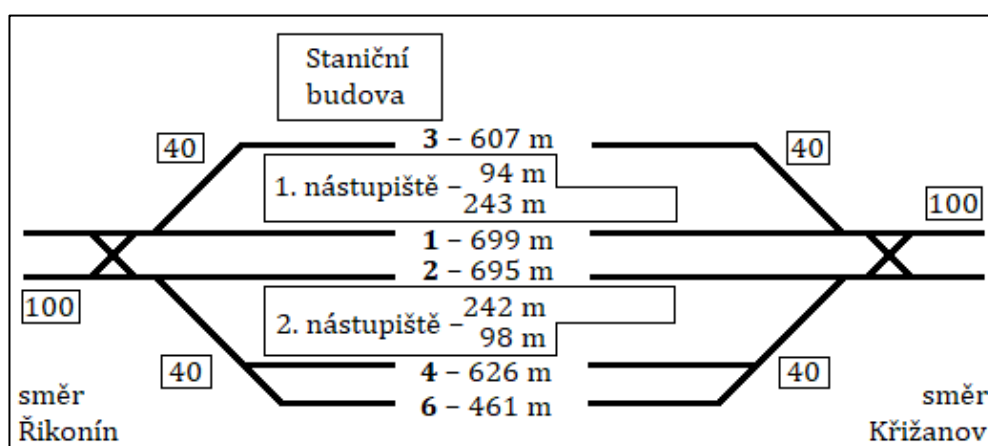 Staniční
budova
40
3 – 607 m
40
1. nástupiště – 94 m
243 m
100
1 – 699 m
2 – 695 m
100
2. nástupiště – 242 m
98 m
40
4 – 626 m
40
směr
Řikonín
6 – 461 m
směr
Křižanov